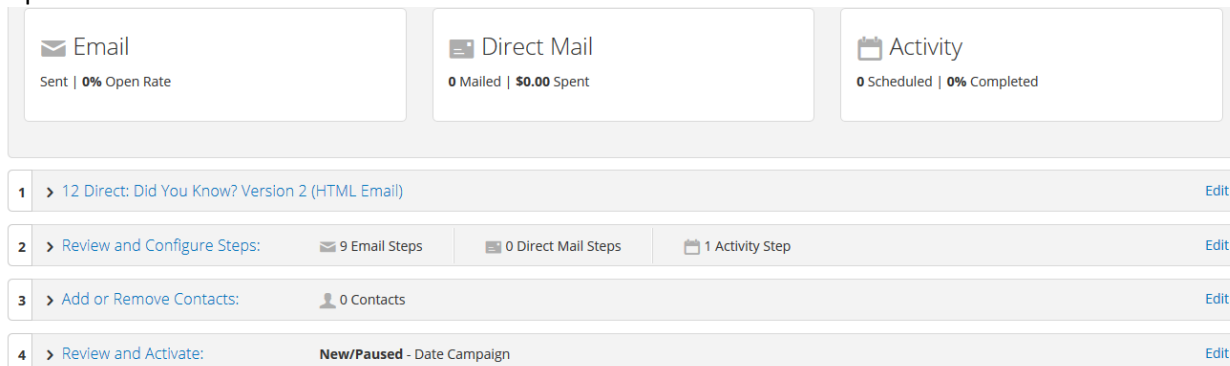 Email
Sent | 0% Open Rate
Direct Mail
0 Mailed | $0.00 Spent
Activity
0 Scheduled | 0% Completed
1 12 Direct: Did You Know? Version 2 (HTML Email) Edit
2 Review and Configure Steps: 9 Email Steps 0 Direct Mail Steps 1 Activity Step Edit
3 Add or Remove Contacts: 0 Contacts Edit
4 Review and Activate: New/Paused - Date Campaign Edit